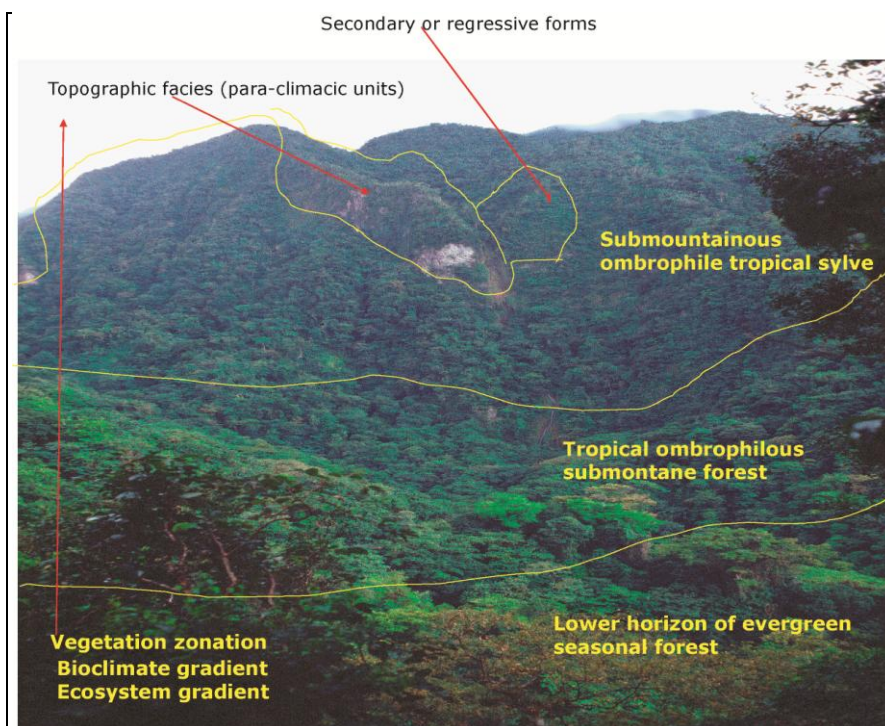 Secondary or regressive forms
Topographic facies (para-climacic units)
Submountainous
ombrophile tropical sylve
Tropical ombrophilous
submontane forest
Lower horizon of evergreen
seasonal forest
Vegetation zonation
Bioclimate gradient
Ecosystem gradient